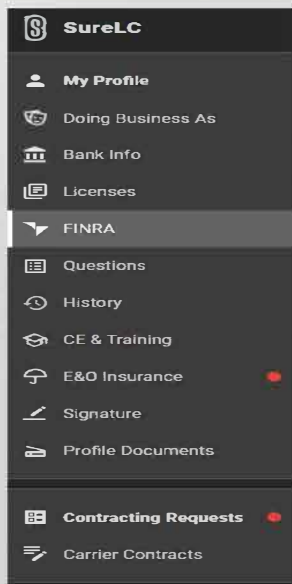 SureLC
My Profile
Doing Business As
Bank Info
Licenses
FINRA
Questions
History
CE & Training
E&O Insurance
Signature
Profile Documents
Contracting Requests
Carrier Contracts